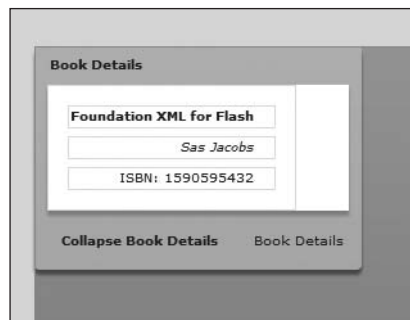 Book Details
Foundation XML for Flash
Sas Jacobs
ISBN: 1590595432
Collapse Book Details Book Details